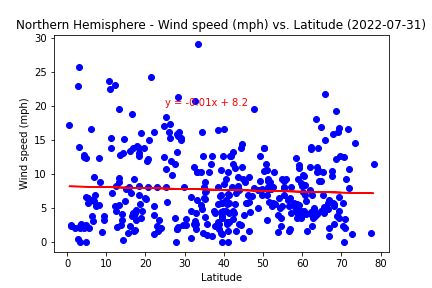 Northern Hemisphere - Wind speed (mph) vs. Latitude (2022-07-31)
30
25
20
15
10
5
0
Wind speed (mph)
y = -0.01x + 8.2
0 10 20 30 40 50 60 70 80
Latitude